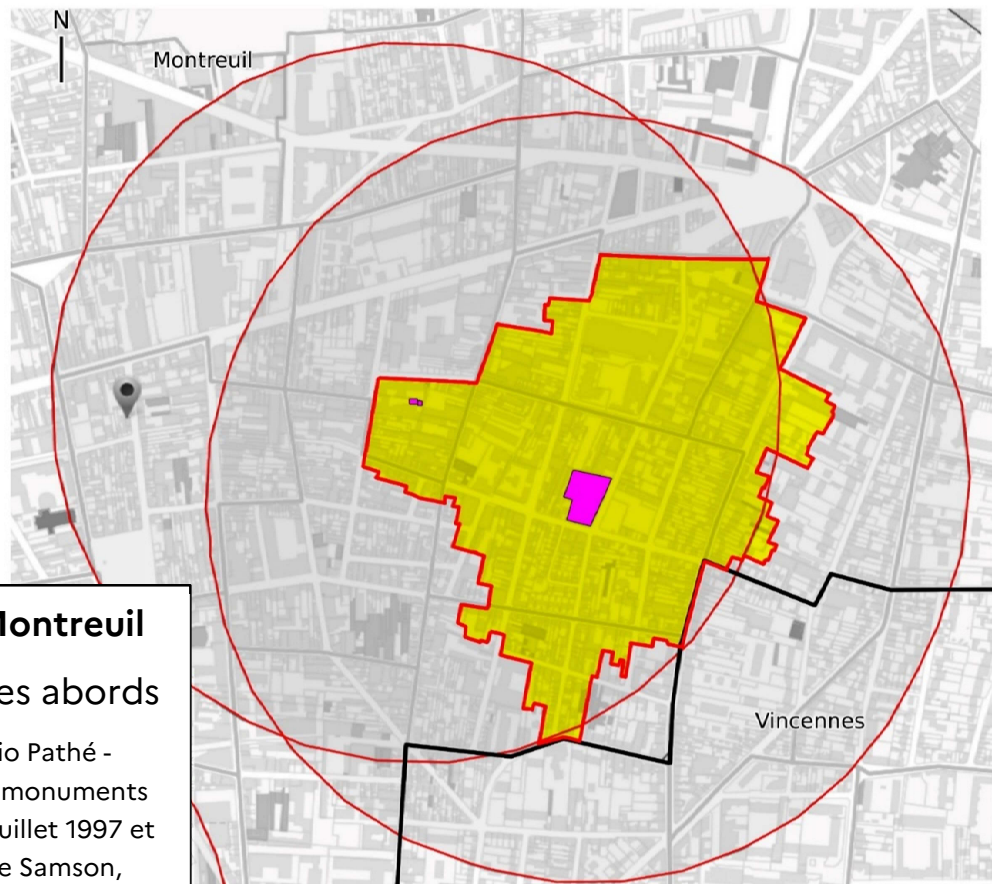 N
Montreuil
Montreuil
es abords
io Pathé -
monuments
uillet 1997 et
e Samson,
Vincennes